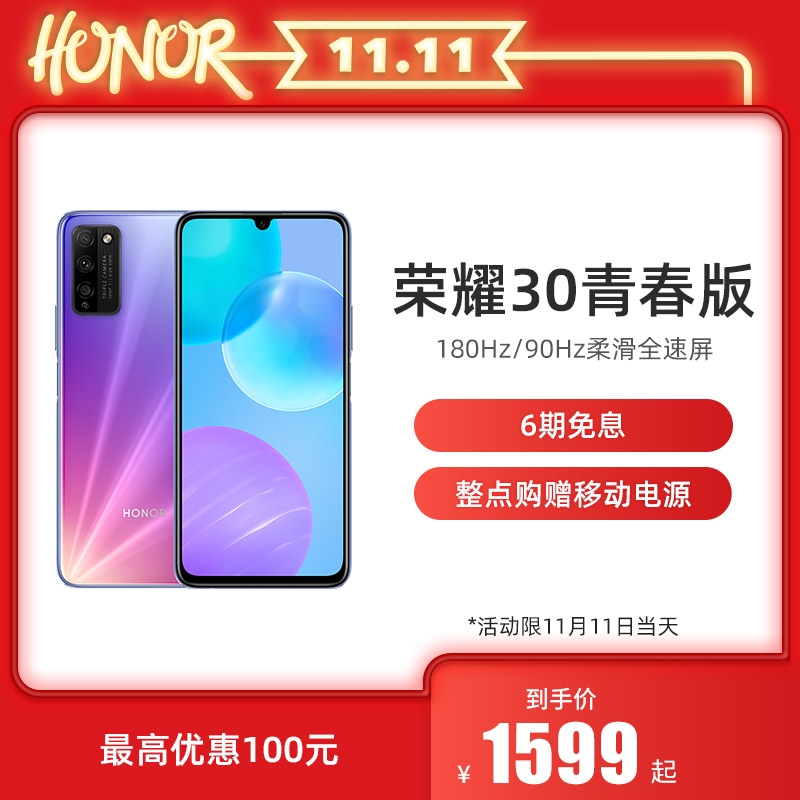 HONOR
11.11
TRIPLE CAMERA
HONOR
荣耀30青春版
180Hz/90Hz柔滑全速屏
6期免息
整点购赠移动电源
*活动限11月11日当天
最高优惠100元
到手价
¥1599起